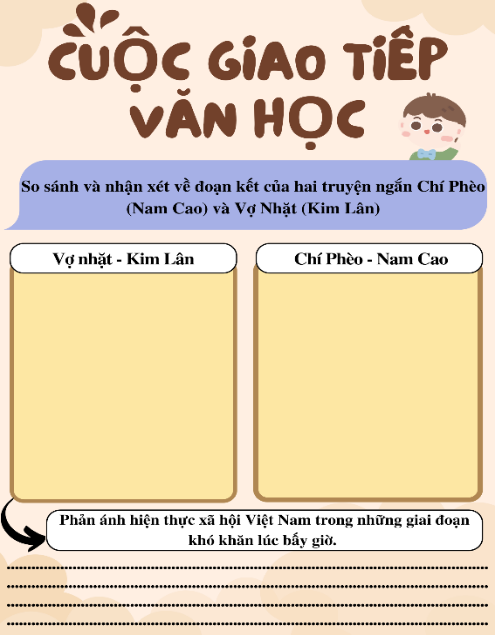 CUỘC GIAO TIẾP
VĂN HỌC
So sánh và nhận xét về đoạn kết của hai truyện ngắn Chí Phèo
(Nam Cao) và Vợ Nhặt (Kim Lân)
Vợ nhặt - Kim Lân
Chí Phèo - Nam Cao
Phản ánh hiện thực xã hội Việt Nam trong những giai đoạn
khó khăn lúc bấy giờ.